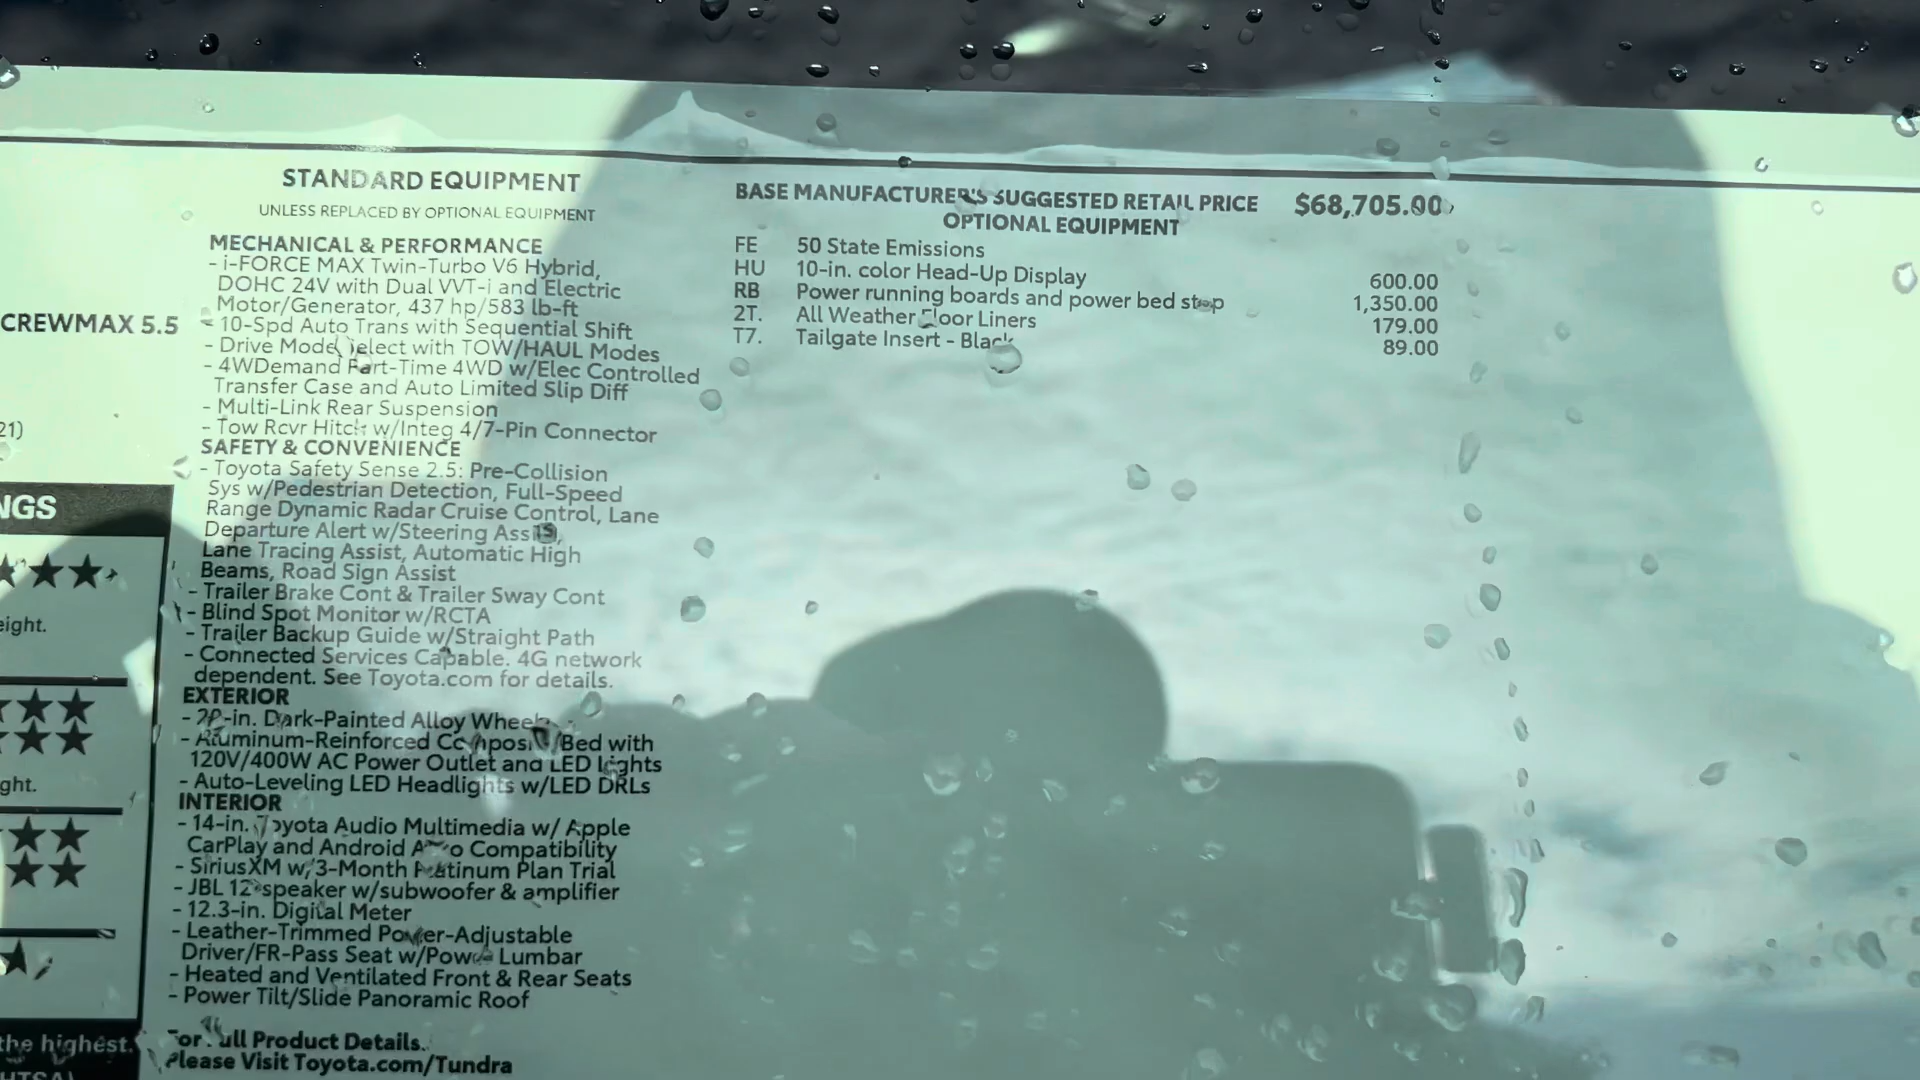 CREWMAX 5.5
21)
NGS
eight.
ght.
the highest.
STANDARD EQUIPMENT
UNLESS REPLACED BY OPTIONAL EQUIPMENT
MECHANICAL & PERFORMANCE
- i-FORCE MAX Twin-Turbo V6 Hybrid,
DOHC 24V with Dual VVT-i and Electric
Motor/Generator, 437 hp/583 lb-ft
- 10-Spd Auto Trans with Sequential Shift
- Drive Mode Select with TOW/HAUL Modes
- 4WDemand Part-Time 4WD w/Elec Controlled
Transfer Case and Auto Limited Slip Diff
- Multi-Link Rear Suspension
- Tow Rcvr Hitch w/Integ 4/7-Pin Connector
SAFETY & CONVENIENCE
- Toyota Safety Sense 2.5: Pre-Collision
Sys w/Pedestrian Detection, Full-Speed
Range Dynamic Radar Cruise Control, Lane
Departure Alert w/Steering Assist,
Lane Tracing Assist, Automatic High
Beams, Road Sign Assist
- Trailer Brake Cont & Trailer Sway Cont
- Blind Spot Monitor w/RCTA
- Trailer Backup Guide w/Straight Path
- Connected Services Capable. 4G network
dependent. See Toyota.com for details.
EXTERIOR
- 20-in. Dark-Painted Alloy Wheels
- Aluminum-Reinforced Composite Bed with
120V/400W AC Power Outlet and LED Lights
- Auto-Leveling LED Headlights w/LED DRLs
INTERIOR
- 14-in. Toyota Audio Multimedia w/ Apple
CarPlay and Android Auto Compatibility
- SiriusXM w/3-Month Platinum Plan Trial
- JBL 12-speaker w/subwoofer & amplifier
- 12.3-in. Digital Meter
- Leather-Trimmed Power-Adjustable
Driver/FR-Pass Seat w/Power Lumbar
- Heated and Ventilated Front & Rear Seats
- Power Tilt/Slide Panoramic Roof
For Full Product Details.
Please Visit Toyota.com/Tundra
BASE MANUFACTURER'S SUGGESTED RETAIL PRICE $68,705.00
OPTIONAL EQUIPMENT
FE 50 State Emissions
HU 10-in. color Head-Up Display 600.00
RB Power running boards and power bed step 1,350.00
2T. All Weather Floor Liners 179.00
T7. Tailgate Insert - Black 89.00